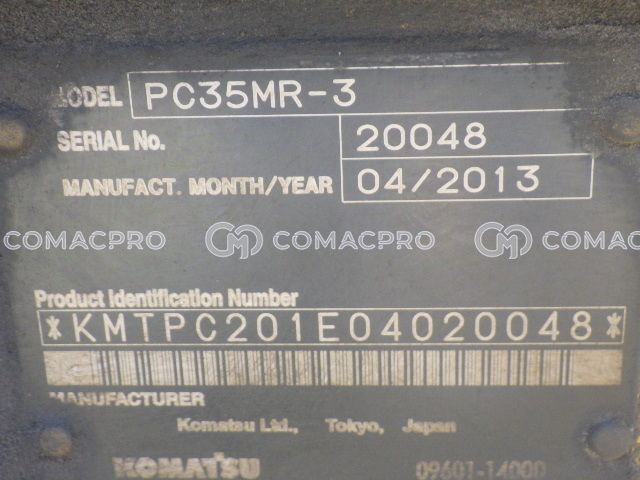 MODEL PC35MR-3
SERIAL No. 20048
MANUFACT. MONTH/YEAR 04/2013
COMACPRO COMACPRO COMACPRO
Product Identification Number
*KMTPC201E04020048*
MANUFACTURER
Komatsu Ltd., Tokyo, Japan
KOMATSU 09601-14000